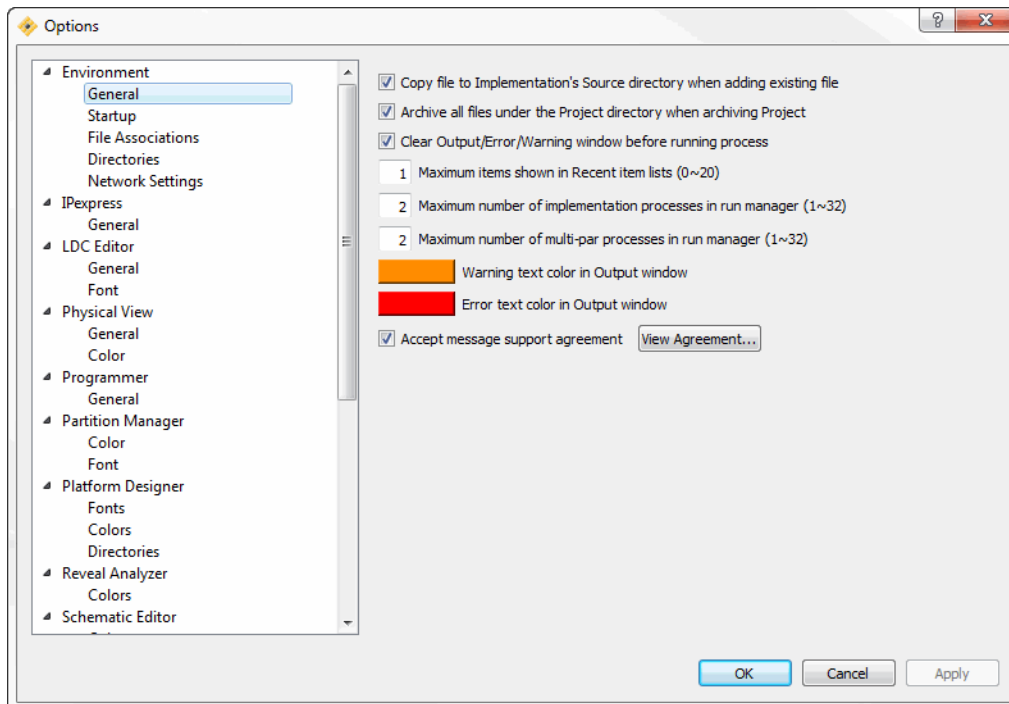 Options
Environment
General
Startup
File Associations
Directories
Network Settings
IPexpress
General
LDC Editor
General
Font
Physical View
General
Color
Programmer
General
Partition Manager
Color
Font
Platform Designer
Fonts
Colors
Directories
Reveal Analyzer
Colors
Schematic Editor
Copy file to Implementation's Source directory when adding existing file
Archive all files under the Project directory when archiving Project
Clear Output/Error/Warning window before running process
1 Maximum items shown in Recent item lists (0~20)
2 Maximum number of implementation processes in run manager (1~32)
2 Maximum number of multi-par processes in run manager (1~32)
Warning text color in Output window
Error text color in Output window
Accept message support agreement View Agreement...
OK Cancel Apply